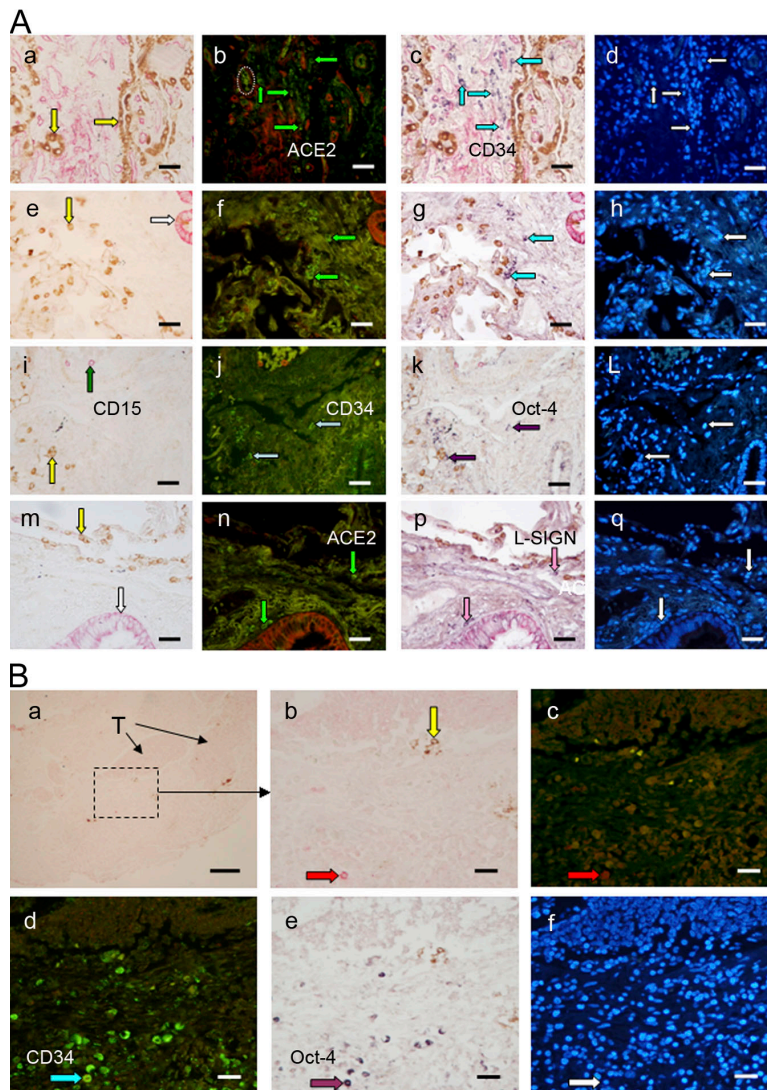 A
a b c d
ACE2 CD34
e f g h
i j k L
CD15 CD34 Oct-4
m n p q
ACE2 L-SIGN
AC
B
a b c
T
d e f
CD34 Oct-4